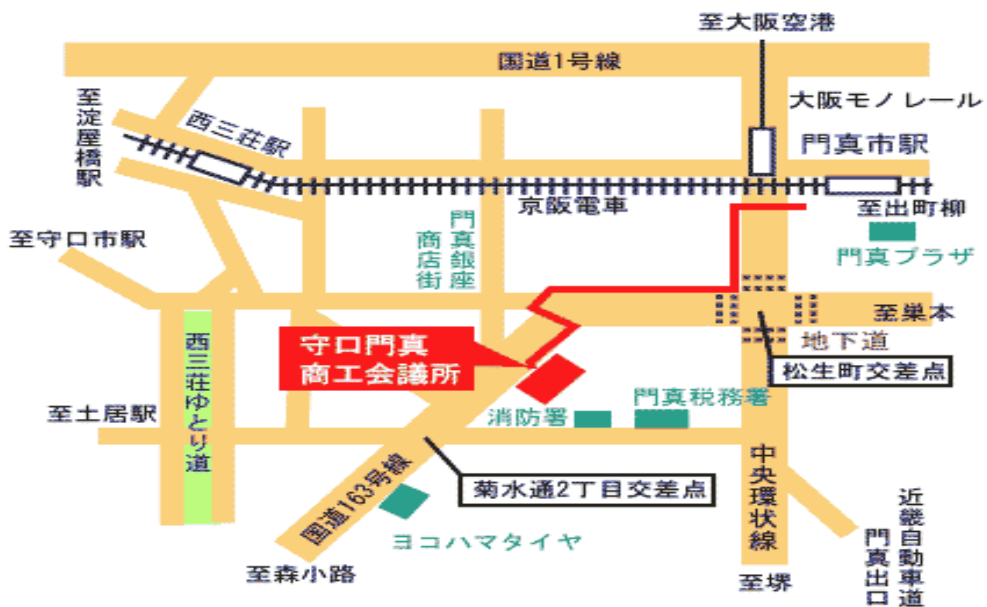 至大阪空港
国道1号線
大阪モノレール
至淀屋橋駅
西三荘駅
門真市駅
京阪電車
至出町柳
門真プラザ
至守口市駅
門真銀座
商店街
至巣本
地下道
松生町交差点
守口門真
商工会議所
西三荘ゆとり道
至土居駅
消防署
門真税務署
菊水通2丁目交差点
国道163号線
ヨコハマタイヤ
中央環状線
近畿自動車道
門真出口
至森小路
至堺